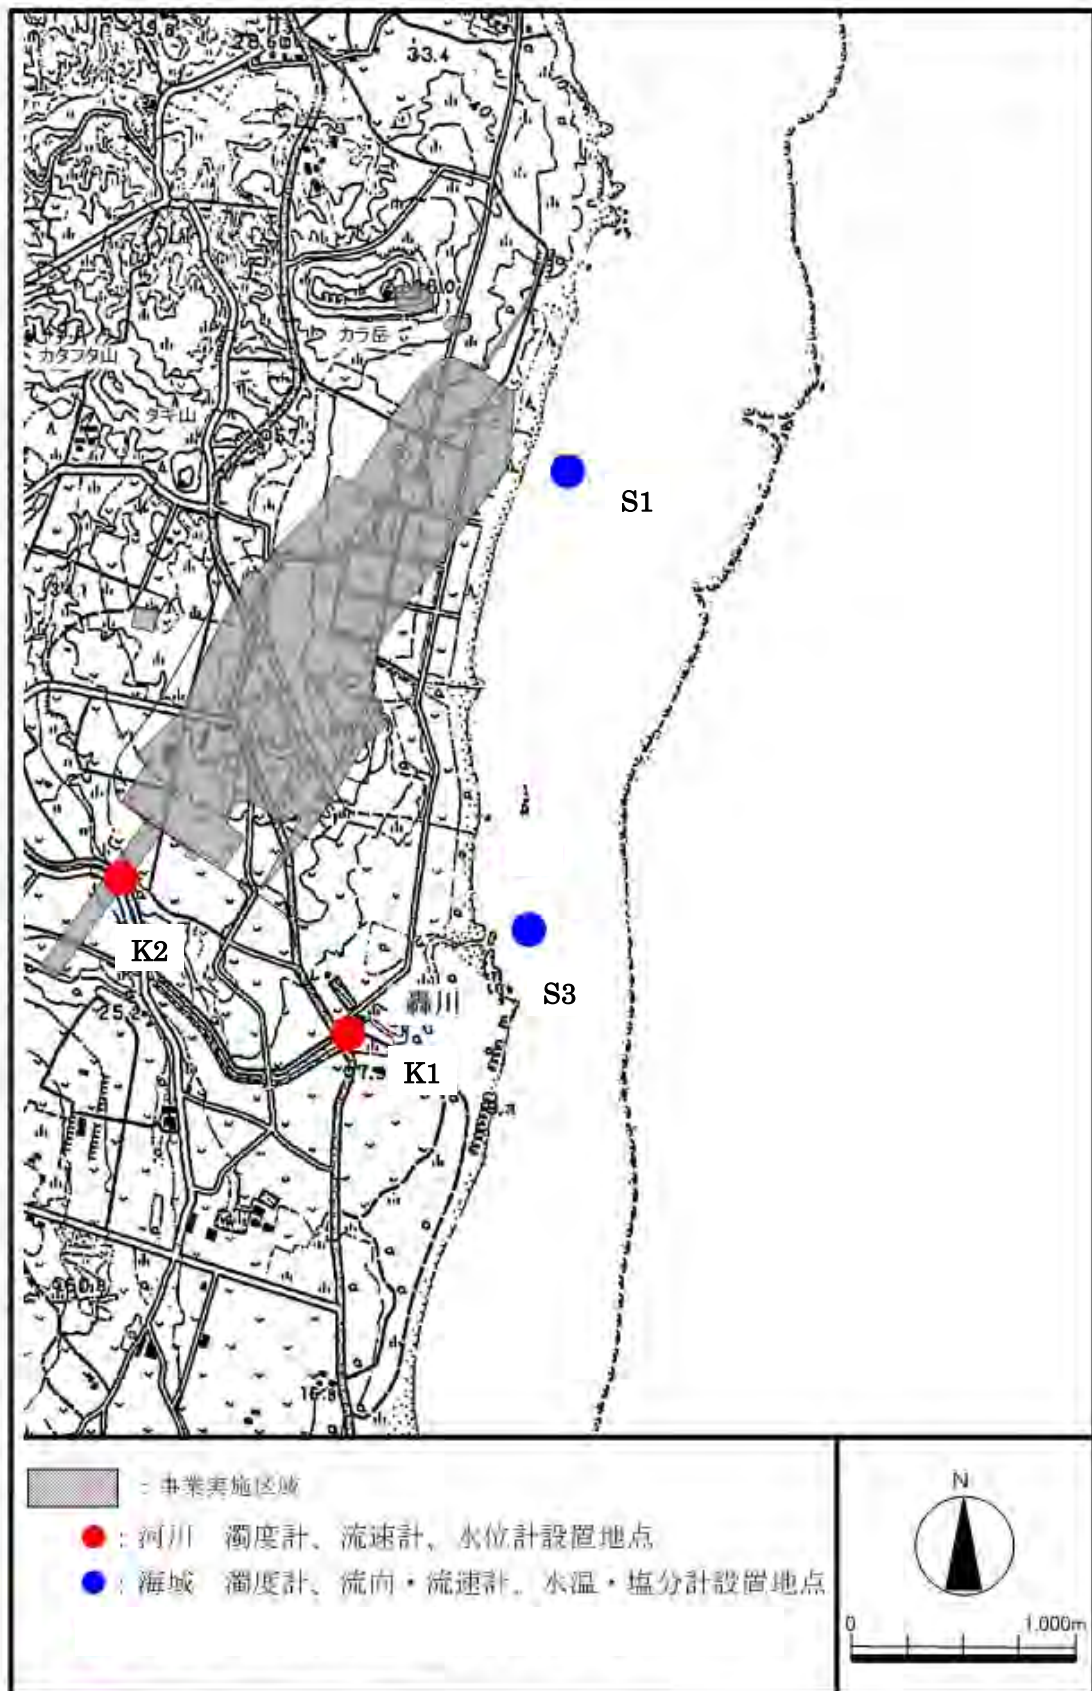 33.4
40
カラ岳
カタフタ山
タキ山
S1
K2
S3
25.2
轟川
K1
: 事業実施区域
: 河川 濁度計、流速計、水位計設置地点
: 海域 濁度計、流向・流速計、水温・塩分計設置地点
N
0 1,000m